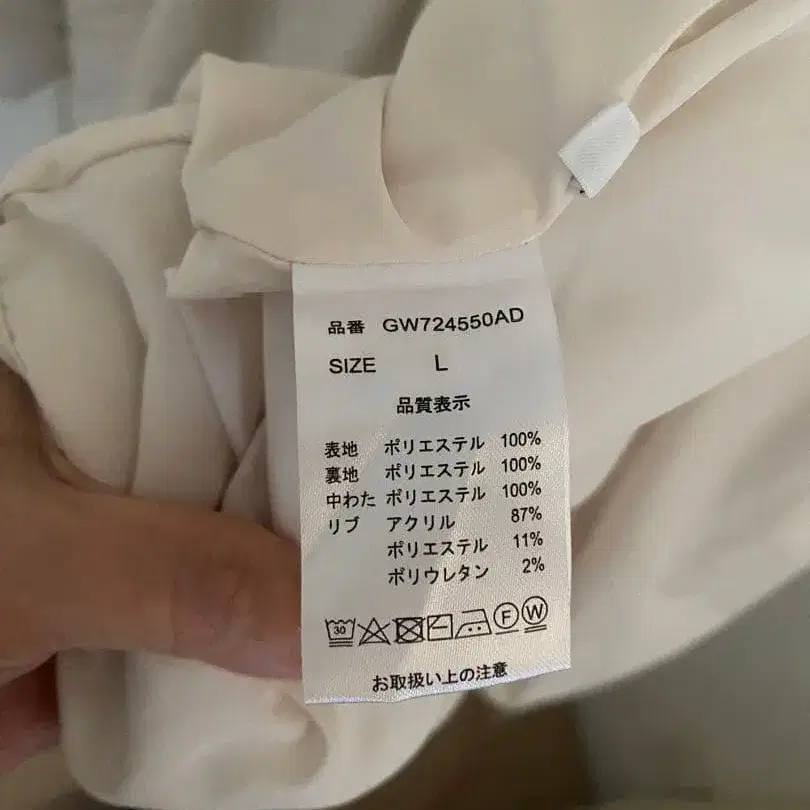 品番 GW724550AD
SIZE L
品質表示
表地 ポリエステル 100%
裏地 ポリエステル 100%
中わた ポリエステル 100%
リブ アクリル 87%
ポリエステル 11%
ポリウレタン 2%
30 F W
お取扱い上の注意